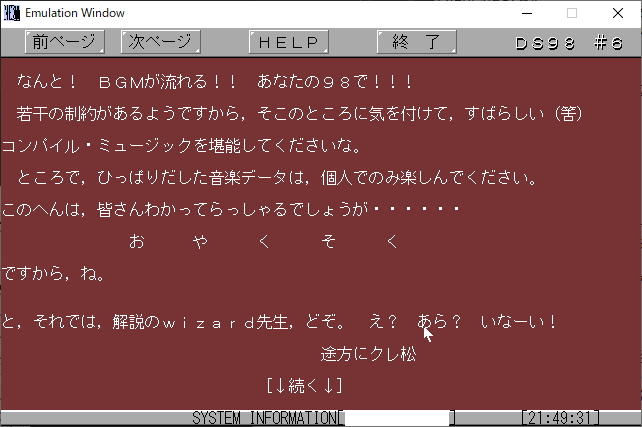 Emulation Window
前ページ 次ページ HELP 終 了 DS98 #6
なんと! BGMが流れる!! あなたの98で!!!
若干の制約があるようですから,そこのところに気を付けて,すばらしい(筈)
コンパイル・ミュージックを堪能してくださいな。
ところで,ひっぱりだした音楽データは,個人でのみ楽しんでください。
このへんは,皆さんわかってらっしゃるでしょうが・・・・・・
お や く そ く
ですから,ね。
と,それでは,解説のwizard先生,どぞ。 え? あら? いなーい!
途方にクレ松
[↓続く↓]
SYSTEM INFORMATION[ ] [21:49:31]